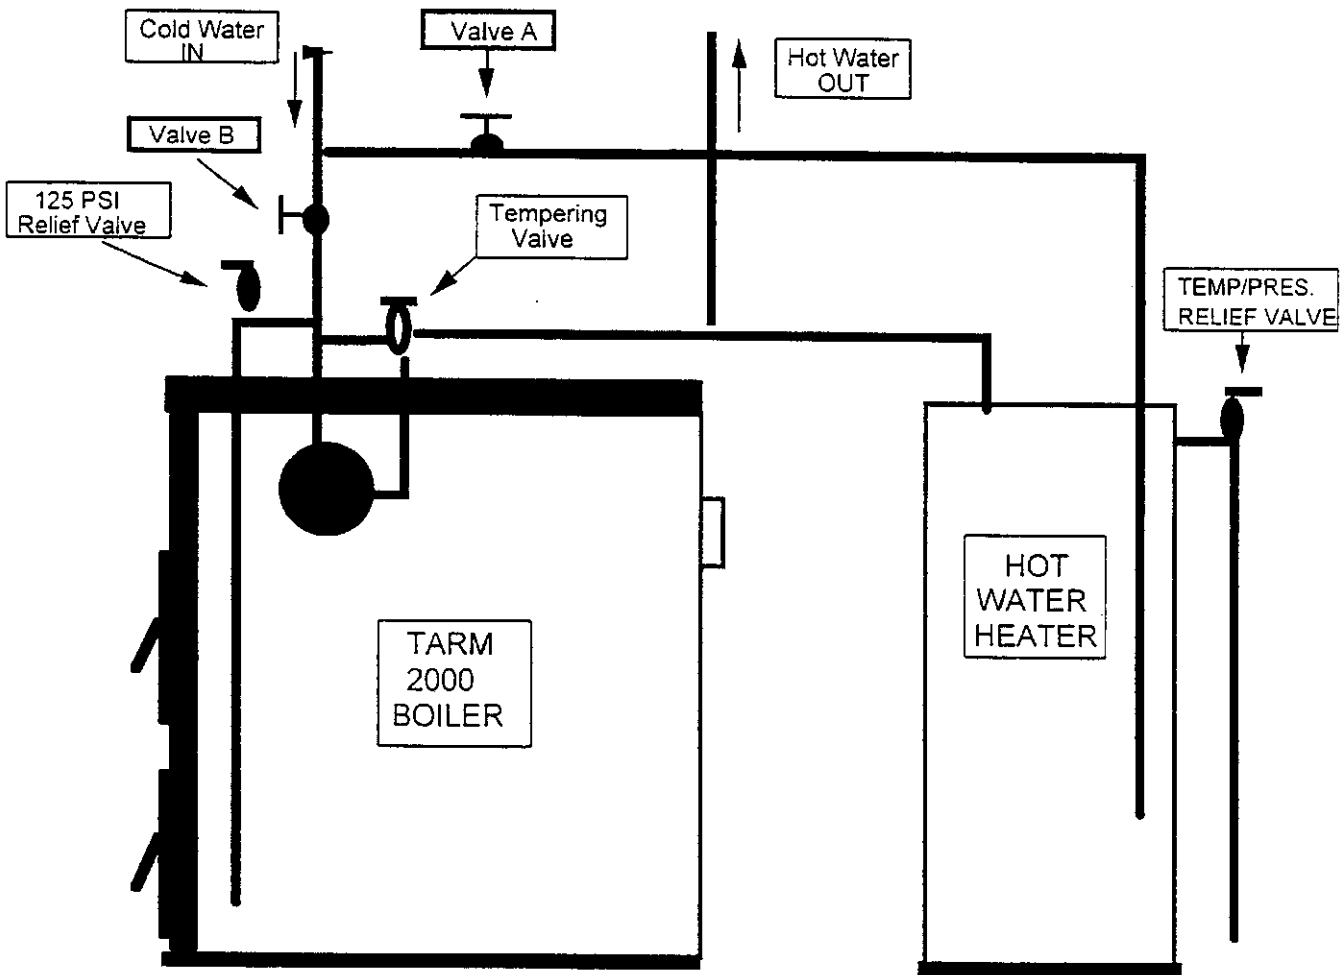 Cold Water
IN
Valve A
Hot Water
OUT
Valve B
125 PSI
Relief Valve
Tempering
Valve
TEMP/PRES.
RELIEF VALVE
HOT
WATER
HEATER
TARM
2000
BOILER